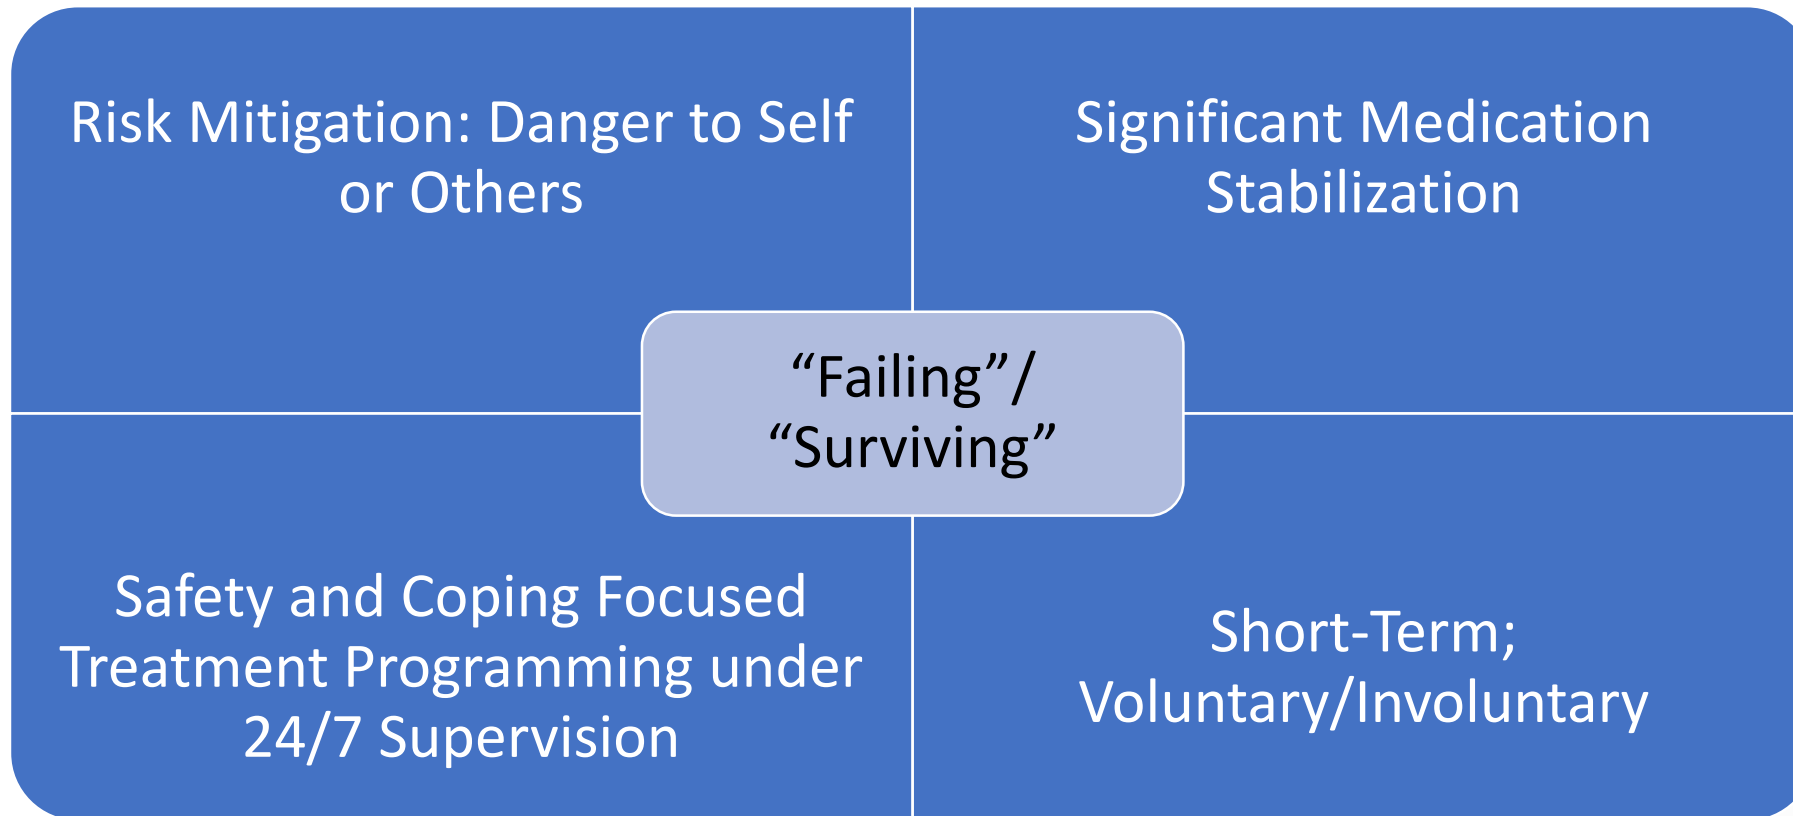 Risk Mitigation: Danger to Self
or Others
Significant Medication
Stabilization
“Failing”/
“Surviving”
Safety and Coping Focused
Treatment Programming under
24/7 Supervision
Short-Term;
Voluntary/Involuntary